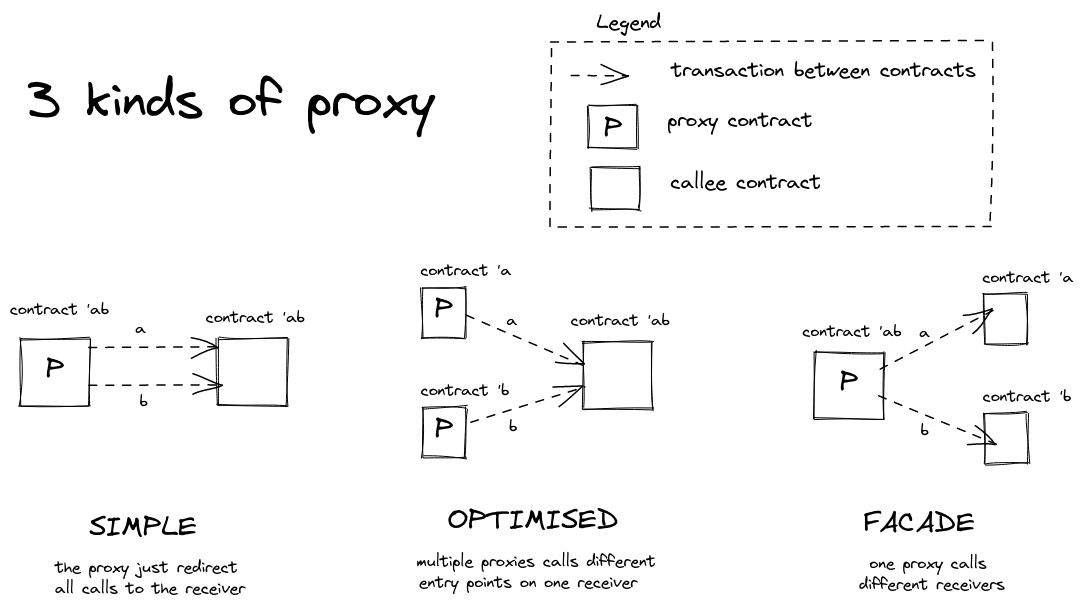 Legend
3 kinds of proxy
transaction between contracts
P
proxy contract
callee contract
contract 'ab
P
a
b
contract 'ab
SIMPLE
the proxy just redirect
all calls to the receiver
contract 'a
P
a
contract 'b
P
b
contract 'ab
OPTIMISED
multiple proxies calls different
entry points on one receiver
contract 'ab
P
a
b
contract 'a
contract 'b
FACADE
one proxy calls
different receivers